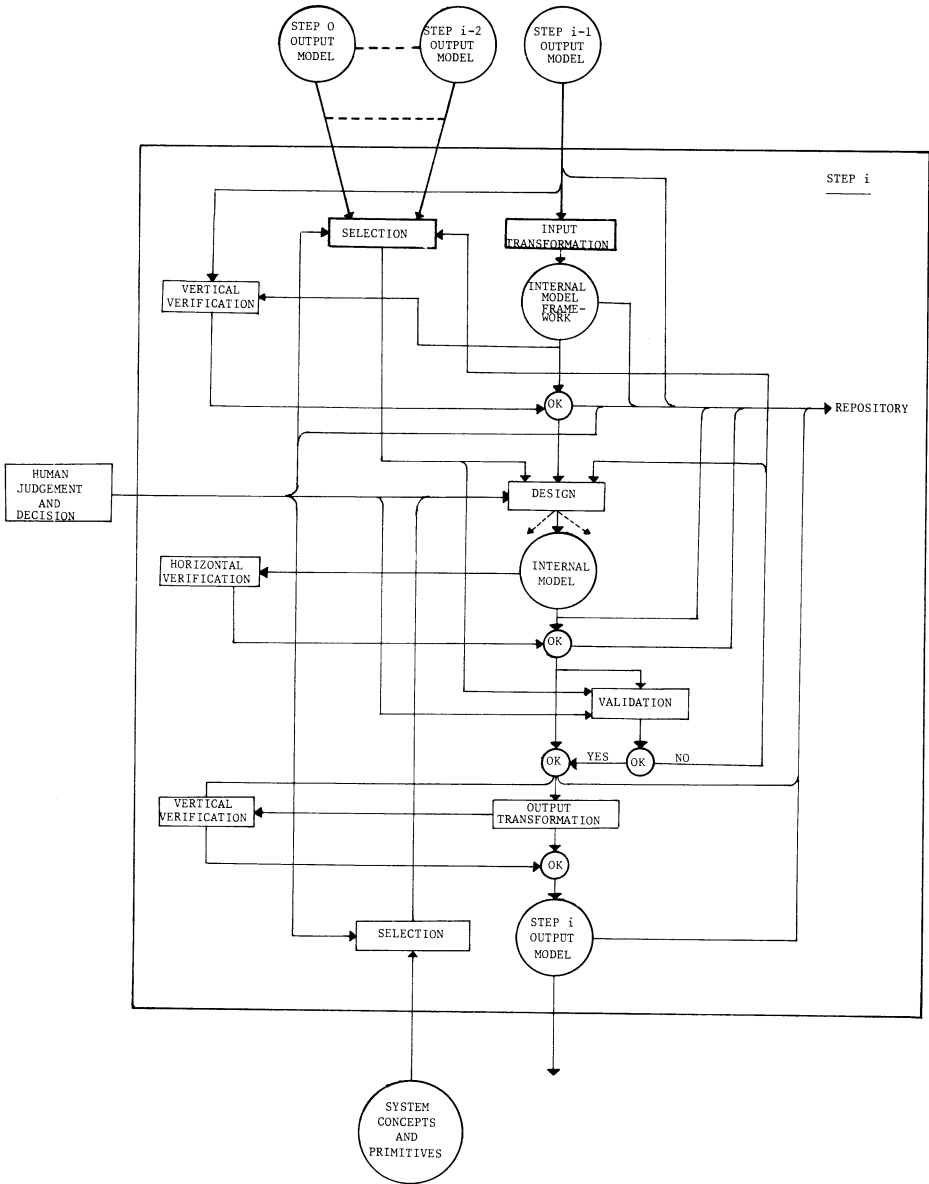 STEP 0
OUTPUT
MODEL
STEP i-2
OUTPUT
MODEL
STEP i-1
OUTPUT
MODEL
STEP i
SELECTION
INPUT
TRANSFORMATION
VERTICAL
VERIFICATION
INTERNAL
MODEL
FRAME-
WORK
OK
REPOSITORY
HUMAN
JUDGEMENT
AND
DECISION
DESIGN
HORIZONTAL
VERIFICATION
INTERNAL
MODEL
OK
VALIDATION
OK
YES
OK
NO
VERTICAL
VERIFICATION
OUTPUT
TRANSFORMATION
OK
SELECTION
STEP i
OUTPUT
MODEL
SYSTEM
CONCEPTS
AND
PRIMITIVES